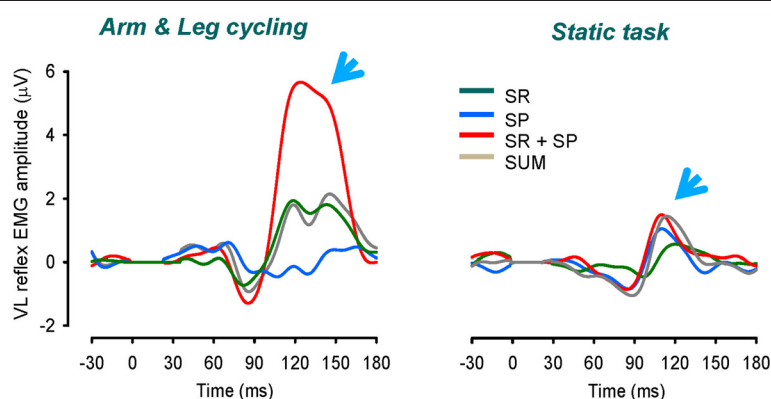 Arm & Leg cycling
Static task
VL reflex EMG amplitude (μV)
6
4
2
0
-2
SR
SP
SR + SP
SUM
-30 0 30 60 90 120 150 180
Time (ms)
-30 0 30 60 90 120 150 180
Time (ms)